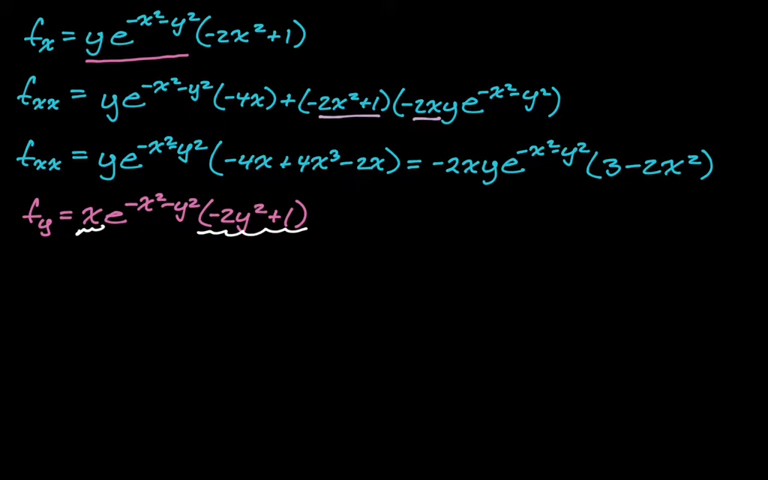 fₓ = ye^(-x²-y²)(-2x²+1)
fₓₓ = ye^(-x²-y²)(-4x)+(-2x²+1)(-2xye^(-x²-y²))
fₓₓ = ye^(-x²-y²)(-4x+4x³-2x) = -2xye^(-x²-y²)(3-2x²)
f_y = xe^(-x²-y²)(-2y²+1)